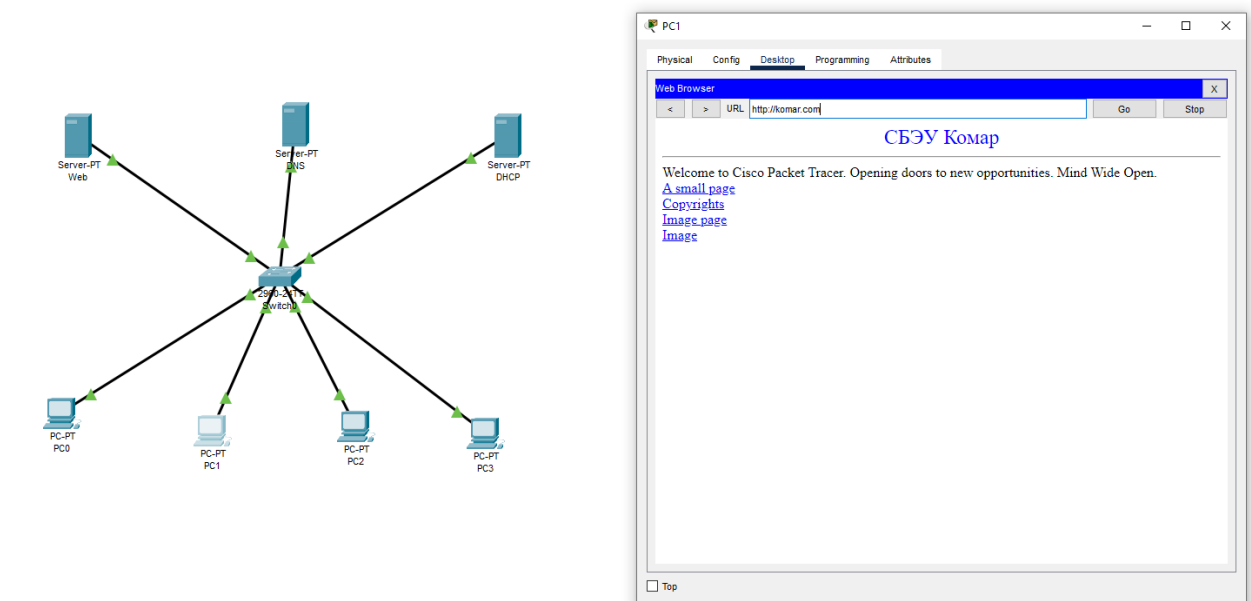 Server-PT
Web
Server-PT
DNS
Server-PT
DHCP
2960-24TT
Switch0
PC-PT
PC0
PC-PT
PC1
PC-PT
PC2
PC-PT
PC3
PC1
Physical Config Desktop Programming Attributes
Web Browser X
< > URL http://komar.com Go Stop
СБЭУ Комар
Welcome to Cisco Packet Tracer. Opening doors to new opportunities. Mind Wide Open.
A small page
Copyrights
Image page
Image
Top